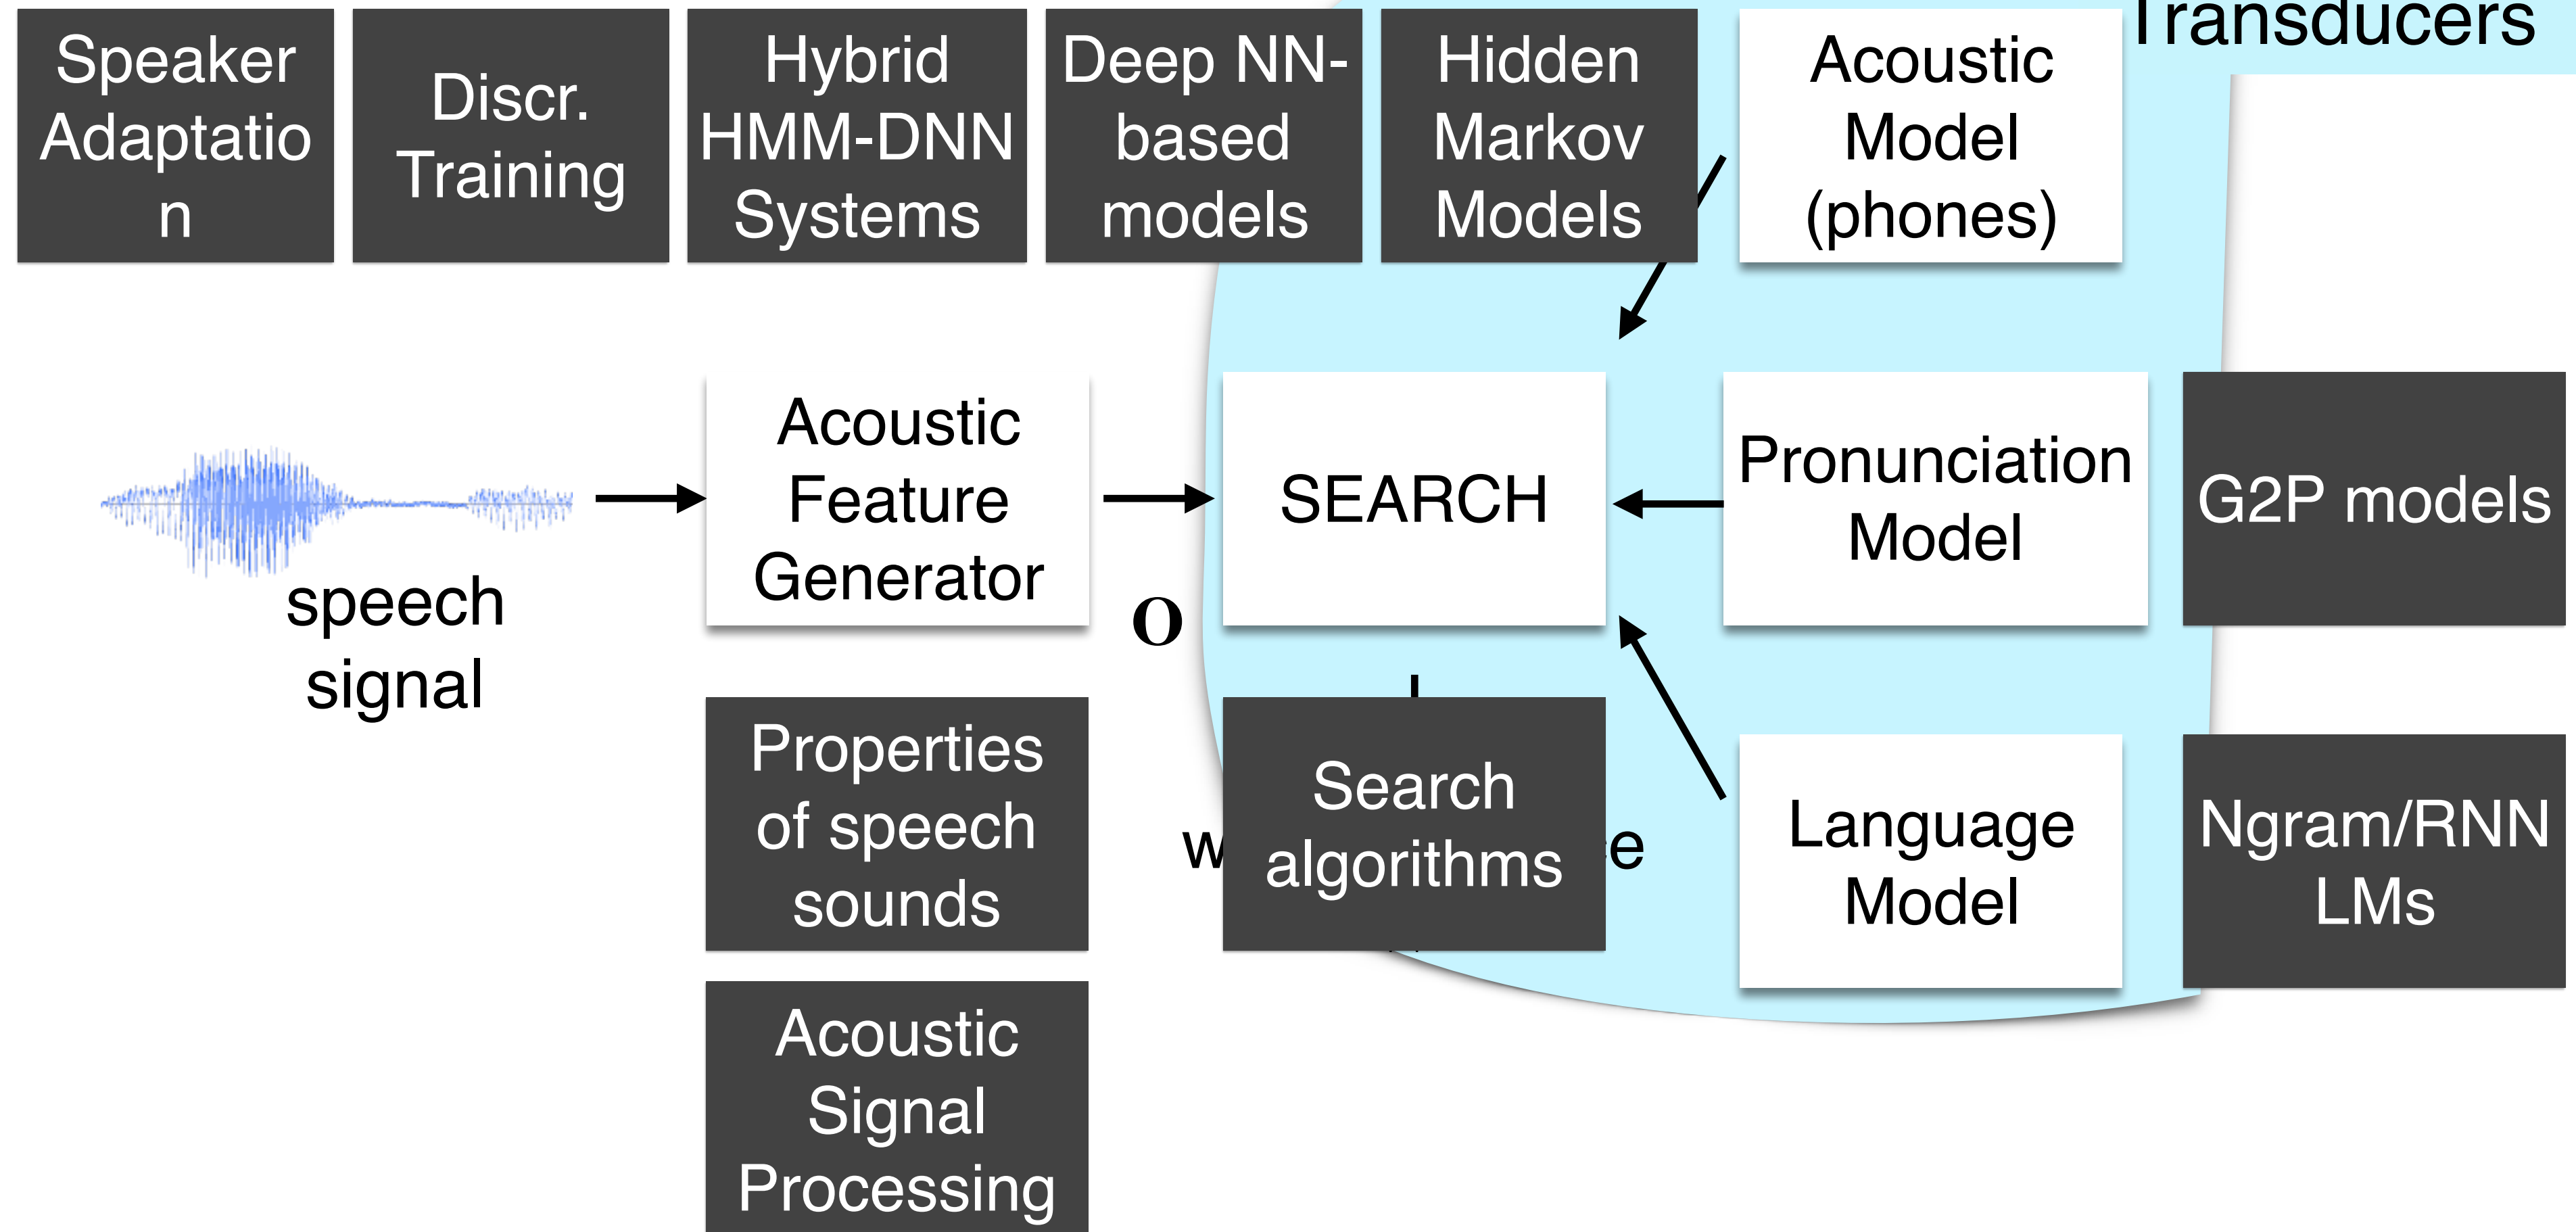 Transducers
Speaker
Adaptatio
n
Discr.
Training
Hybrid
HMM-DNN
Systems
Deep NN-
based
models
Hidden
Markov
Models
Acoustic
Model
(phones)
speech
signal
Acoustic
Feature
Generator
O
SEARCH
Pronunciation
Model
G2P models
Properties
of speech
sounds
Search
algorithms
Language
Model
Ngram/RNN
LMs
Acoustic
Signal
Processing